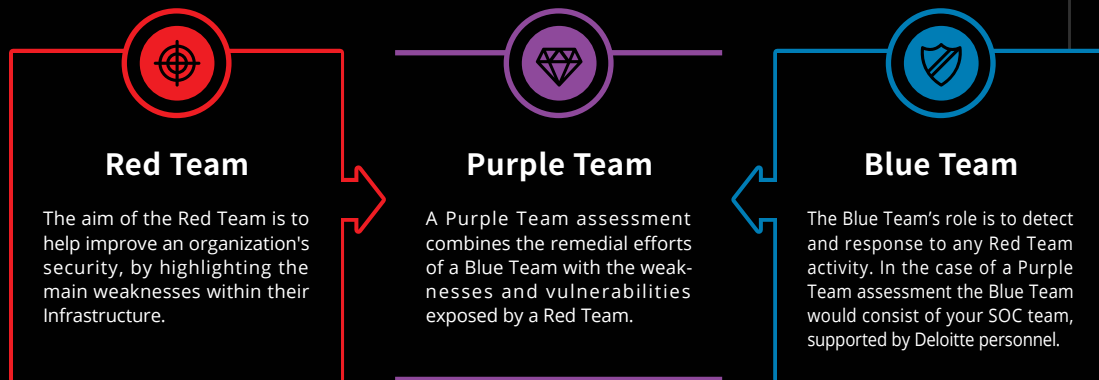 Red Team
The aim of the Red Team is to
help improve an organization's
security, by highlighting the
main weaknesses within their
Infrastructure.
Purple Team
A Purple Team assessment
combines the remedial efforts
of a Blue Team with the weak-
nesses and vulnerabilities
exposed by a Red Team.
Blue Team
The Blue Team’s role is to detect
and response to any Red Team
activity. In the case of a Purple
Team assessment the Blue Team
would consist of your SOC team,
supported by Deloitte personnel.